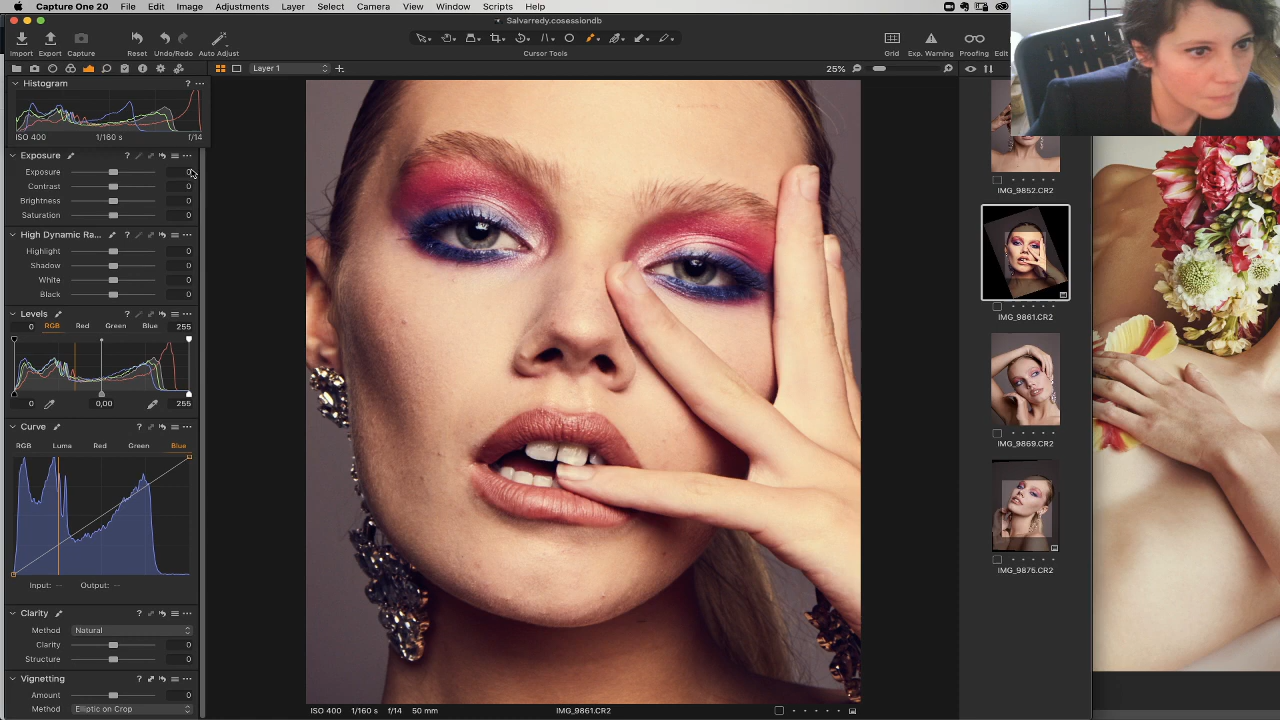 Capture One 20 File Edit Image Adjustments Layer Select Camera View Window Scripts Help
Salvarredy.cosessiondb
Import Export Capture Reset Undo/Redo Auto Adjust Cursor Tools Grid Exp. Warning Proofing Edit
Layer 1 25%
Histogram ?
ISO 400 1/160 s f/14
Exposure ?
Exposure 0
Contrast 0
Brightness 0
Saturation 0
High Dynamic Ra... ?
Highlight 0
Shadow 0
White 0
Black 0
Levels ?
0 RGB Red Green Blue 255
0 0,00 255
Curve ?
RGB Luma Red Green Blue
Input: -- Output: --
Clarity ?
Method Natural
Clarity 0
Structure 0
Vignetting ?
Amount 0
Method Elliptic on Crop
ISO 400 1/160 s f/14 50 mm IMG_9861.CR2
IMG_9852.CR2
IMG_9861.CR2
IMG_9869.CR2
IMG_9875.CR2